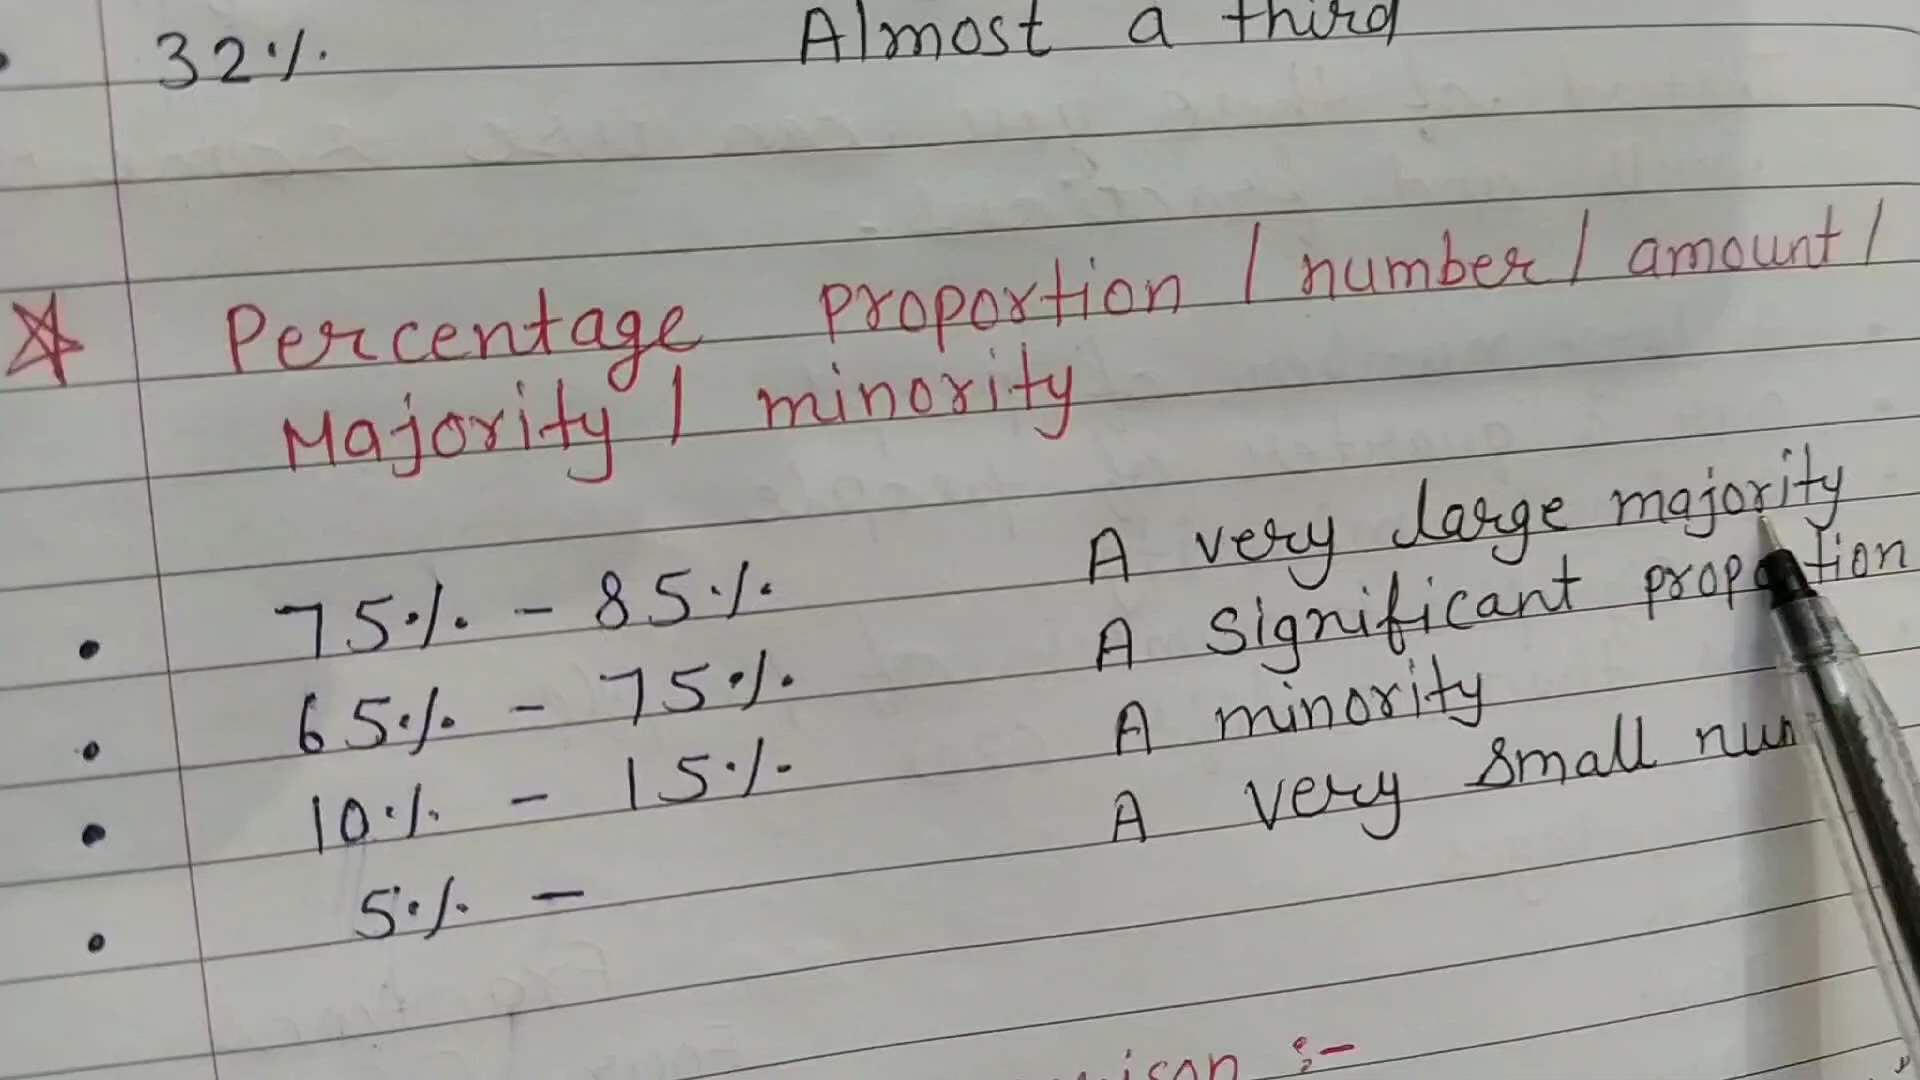 32% Almost a third
Percentage proportion / number / amount /
Majority / minority
75% - 85% A very large majority
65% - 75% A significant proportion
10% - 15% A minority
5% - A very small